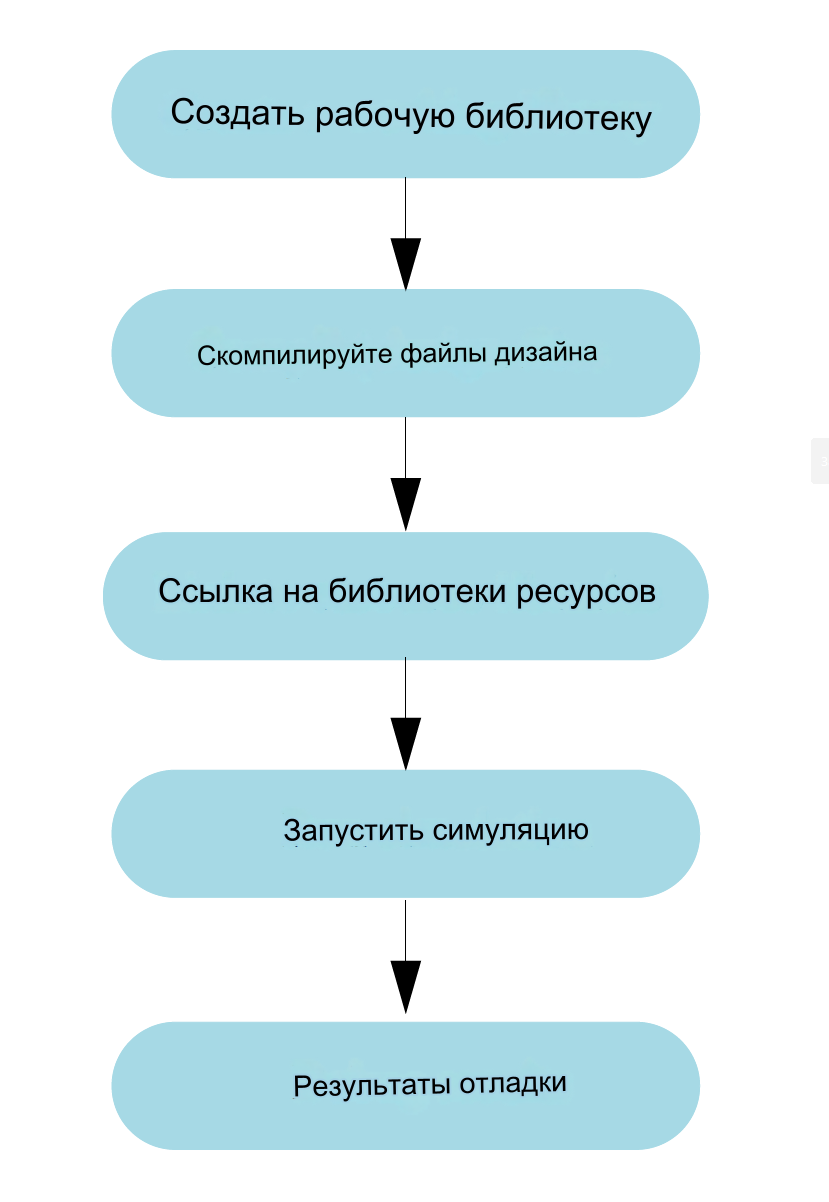 Создать рабочую библиотеку
Скомпилируйте файлы дизайна
Ссылка на библиотеки ресурсов
Запустить симуляцию
Результаты отладки